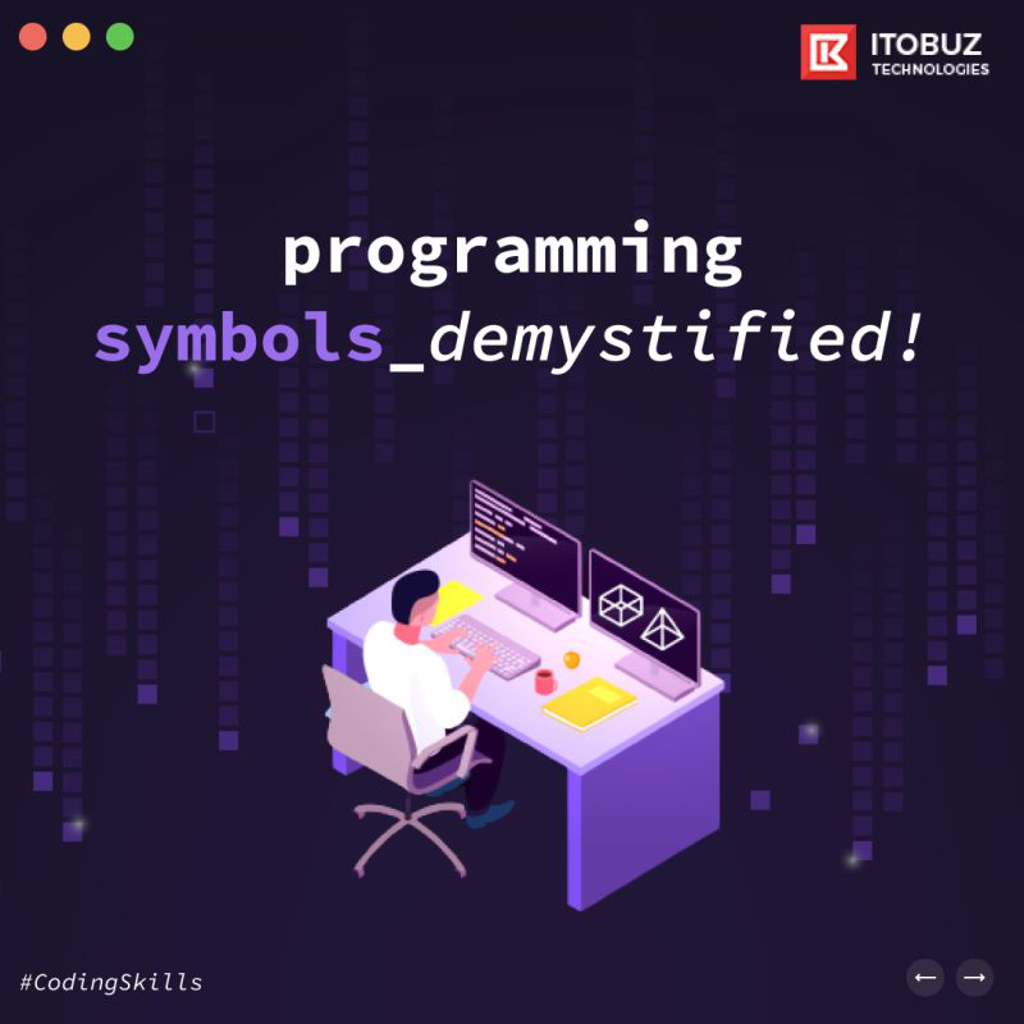 ITOBUZ
TECHNOLOGIES
programming
symbols_demystified!
#CodingSkills